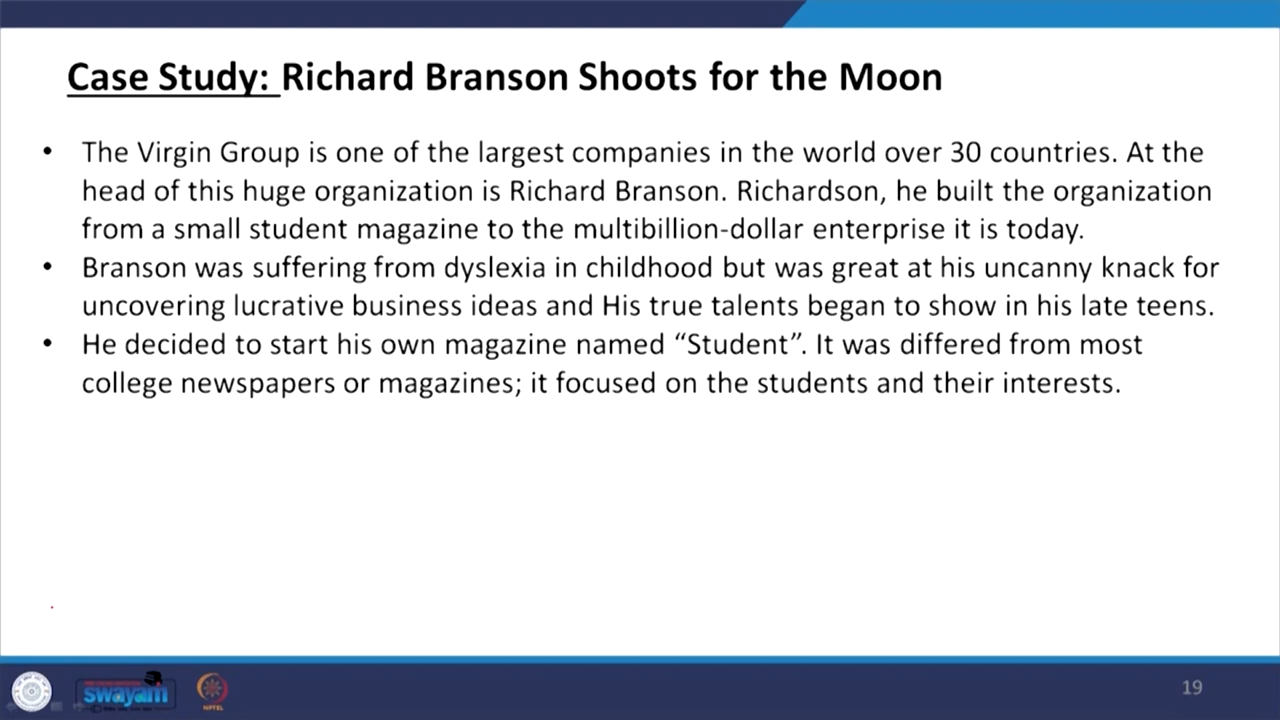 Case Study: Richard Branson Shoots for the Moon
• The Virgin Group is one of the largest companies in the world over 30 countries. At the
head of this huge organization is Richard Branson. Richardson, he built the organization
from a small student magazine to the multibillion-dollar enterprise it is today.
• Branson was suffering from dyslexia in childhood but was great at his uncanny knack for
uncovering lucrative business ideas and His true talents began to show in his late teens.
• He decided to start his own magazine named “Student”. It was differed from most
college newspapers or magazines; it focused on the students and their interests.
swayam
NPTEL
19